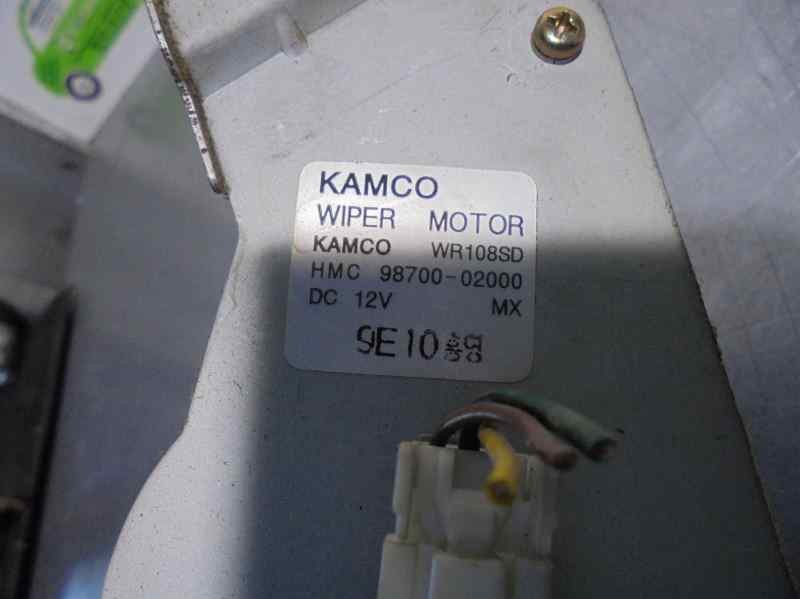 KAMCO
WIPER MOTOR
KAMCO WR108SD
HMC 98700-02000
DC 12V MX
9E10